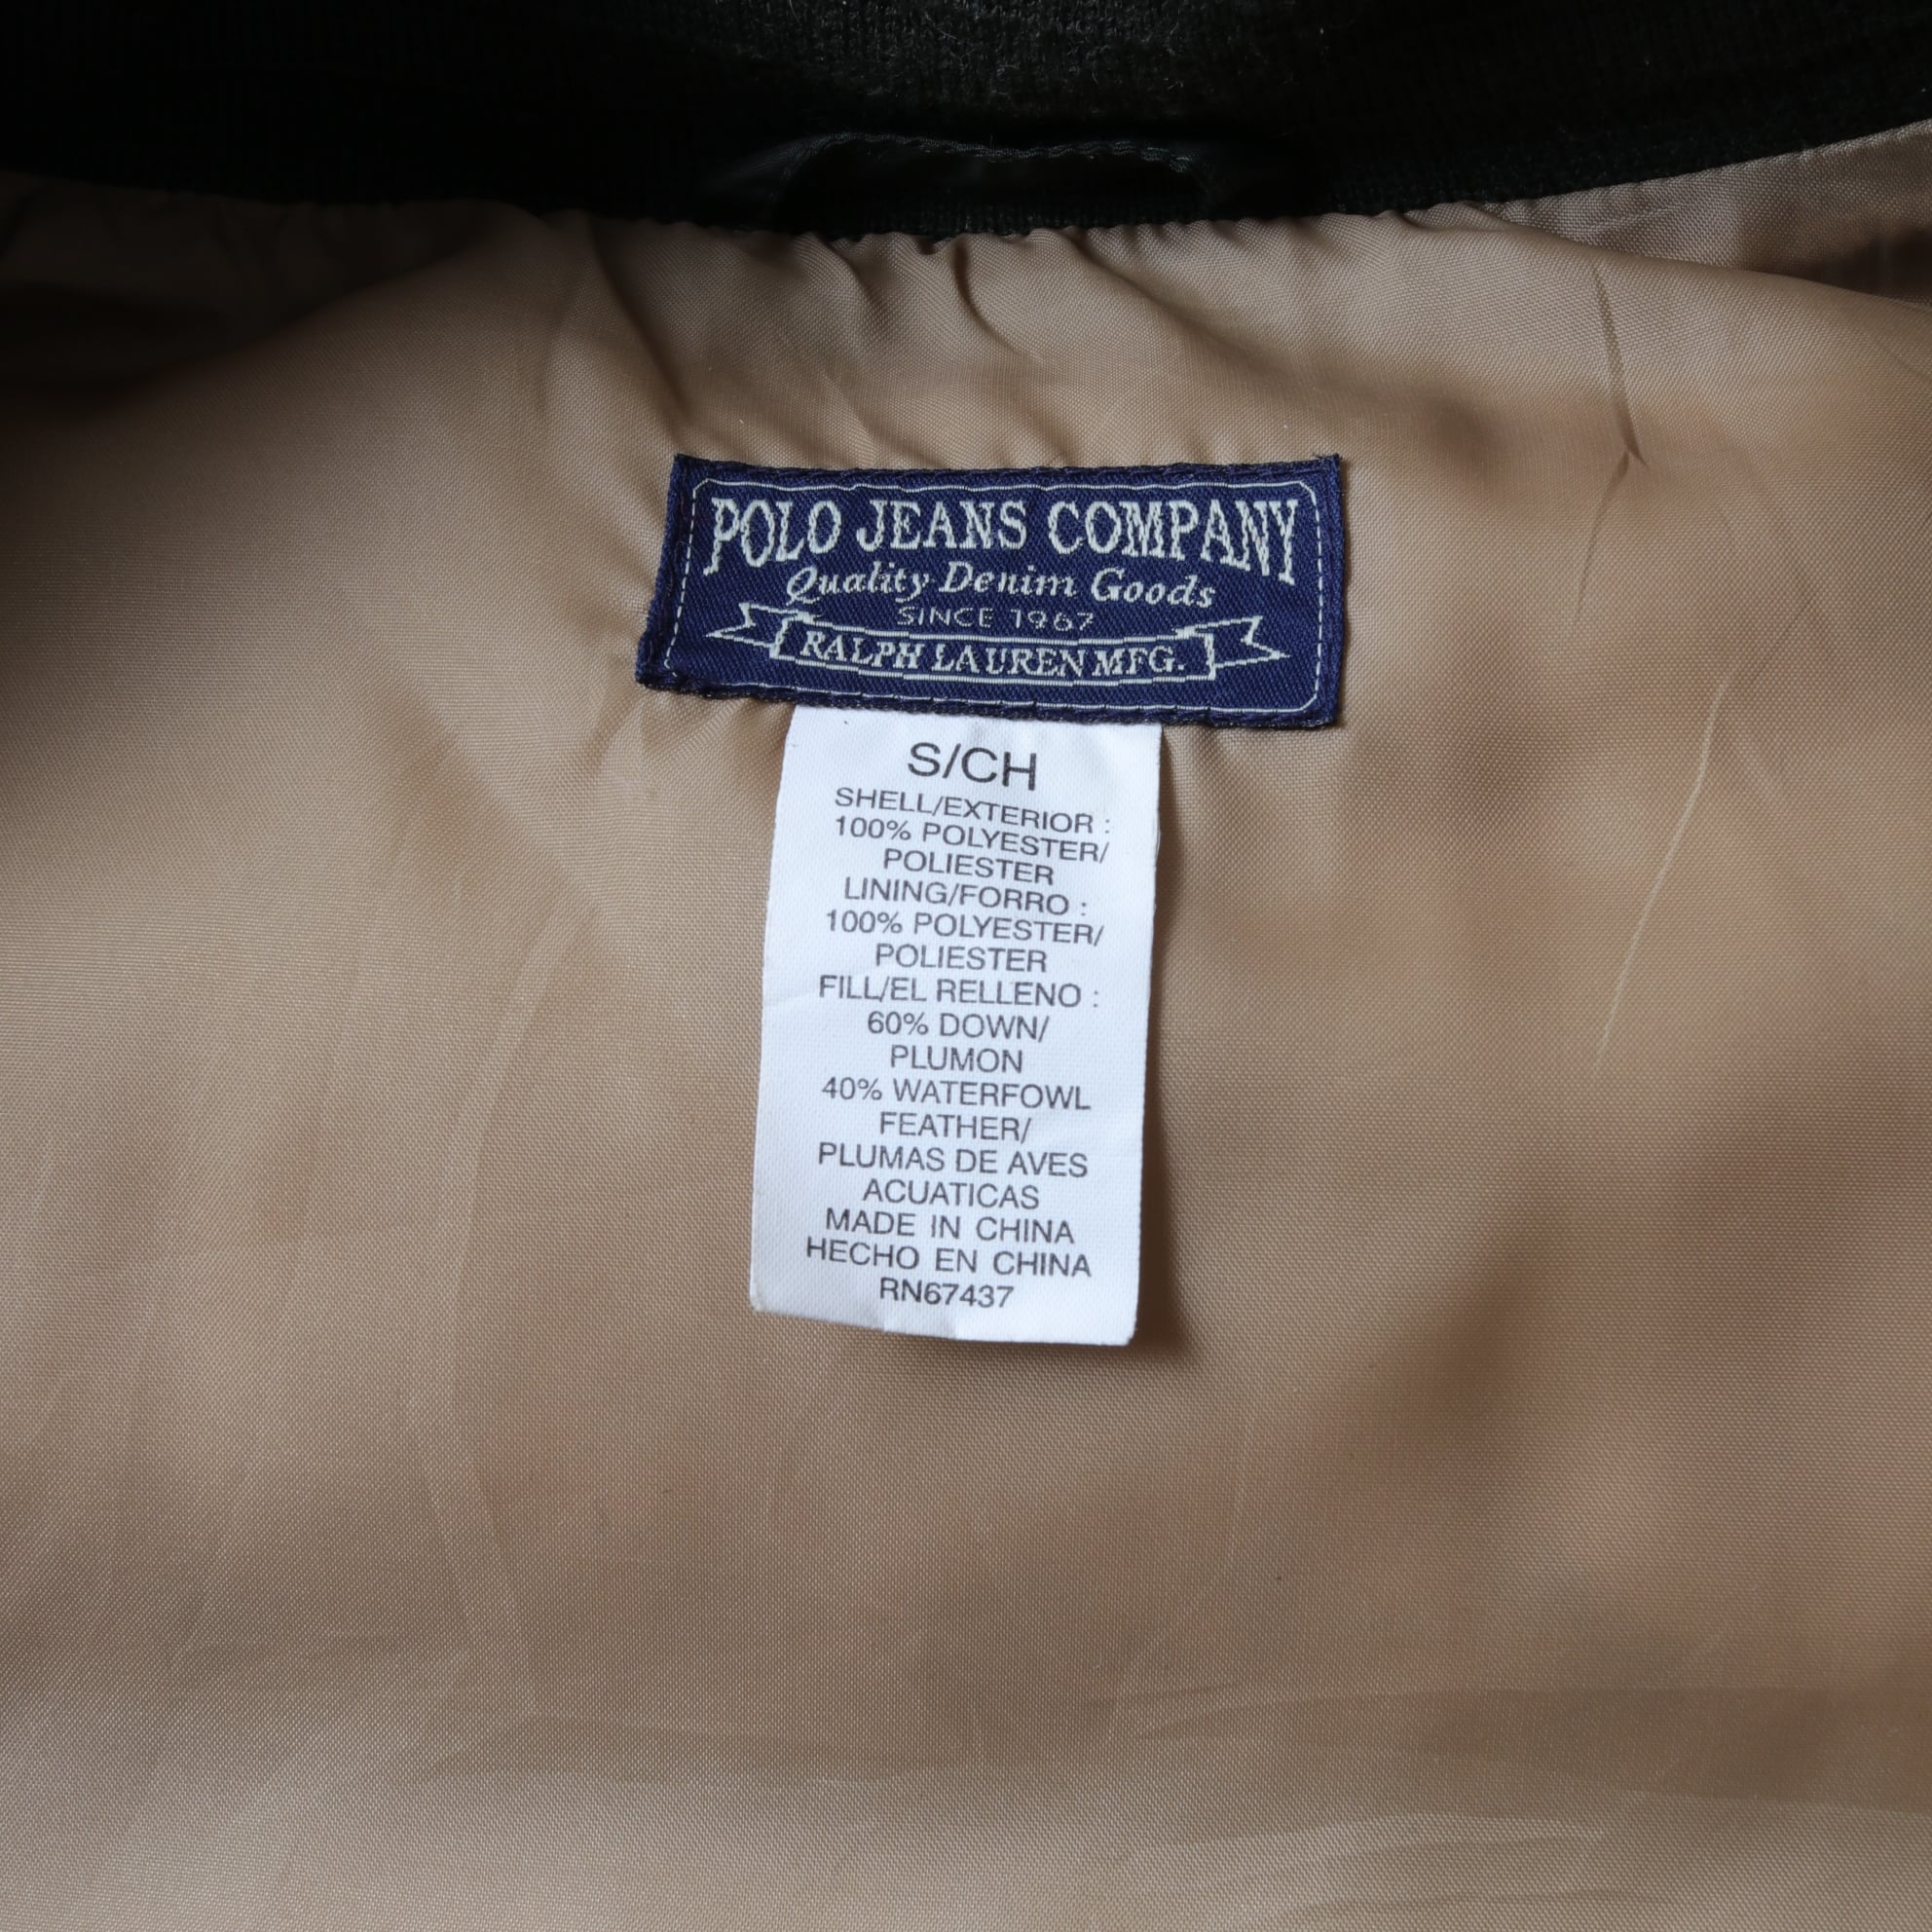 POLO JEANS COMPANY
Quality Denim Goods
SINCE 1967
RALPH LAUREN MFG.
S/CH
SHELL/EXTERIOR :
100% POLYESTER/
POLIESTER
LINING/FORRO :
100% POLYESTER/
POLIESTER
FILL/EL RELLENO :
60% DOWN/
PLUMON
40% WATERFOWL
FEATHER/
PLUMAS DE AVES
ACUATICAS
MADE IN CHINA
HECHO EN CHINA
RN67437